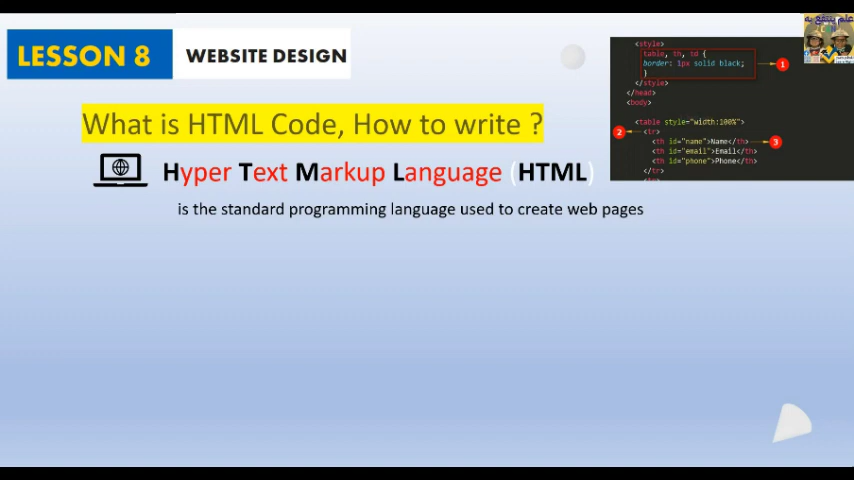 LESSON 8
WEBSITE DESIGN
علم ينتفع به
<style>
table, th, td {
border: 1px solid black;
}
</style>
</head>
<body>
<table style="width:100%">
<tr>
<th id="name">Name</th>
<th id="email">Email</th>
<th id="phone">Phone</th>
</tr>
1
2
3
What is HTML Code, How to write ?
Hyper Text Markup Language (HTML)
is the standard programming language used to create web pages